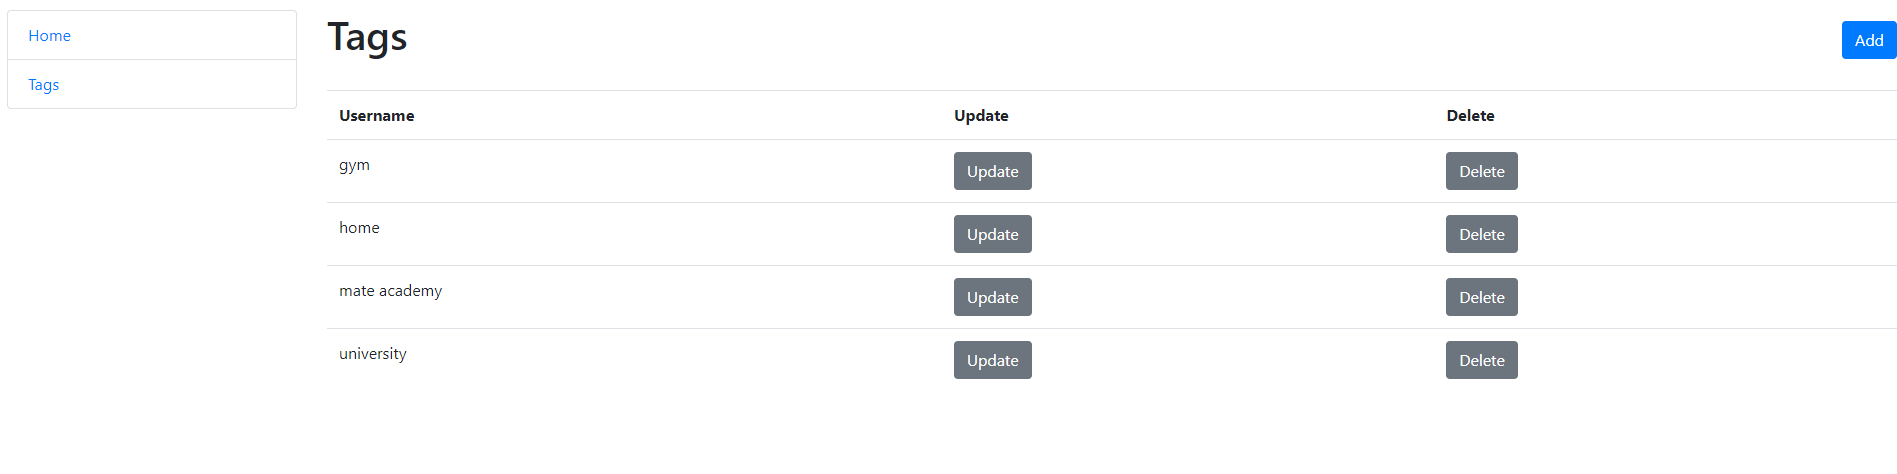 Home
Tags
Tags
Add
Username Update Delete
gym Update Delete
home Update Delete
mate academy Update Delete
university Update Delete